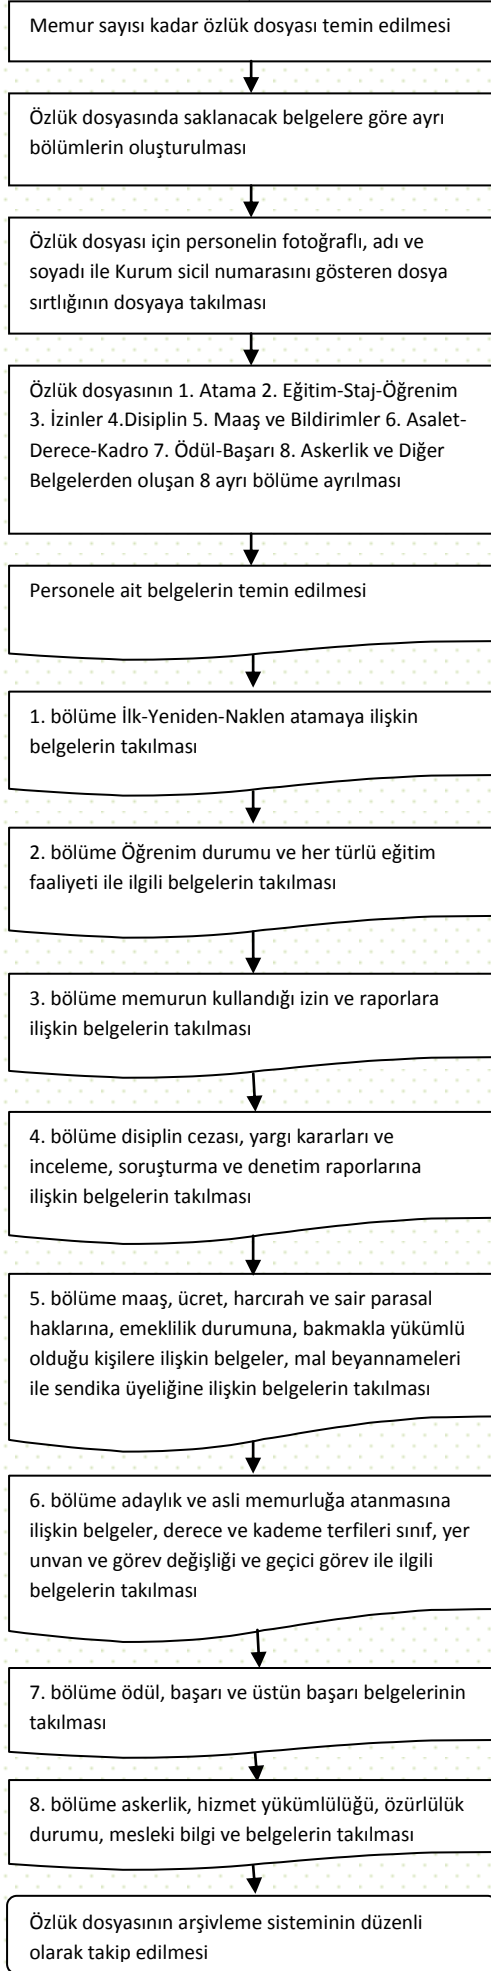 Memur sayısı kadar özlük dosyası temin edilmesi
Özlük dosyasında saklanacak belgelere göre ayrı
bölümlerin oluşturulması
Özlük dosyası için personelin fotoğraflı, adı ve
soyadı ile Kurum sicil numarasını gösteren dosya
sırtlığının dosyaya takılması
Özlük dosyasının 1. Atama 2. Eğitim-Staj-Öğrenim
3. İzinler 4.Disiplin 5. Maaş ve Bildirimler 6. Asalet-
Derece-Kadro 7. Ödül-Başarı 8. Askerlik ve Diğer
Belgelerden oluşan 8 ayrı bölüme ayrılması
Personele ait belgelerin temin edilmesi
1. bölüme İlk-Yeniden-Naklen atamaya ilişkin
belgelerin takılması
2. bölüme Öğrenim durumu ve her türlü eğitim
faaliyeti ile ilgili belgelerin takılması
3. bölüme memurun kullandığı izin ve raporlara
ilişkin belgelerin takılması
4. bölüme disiplin cezası, yargı kararları ve
inceleme, soruşturma ve denetim raporlarına
ilişkin belgelerin takılması
5. bölüme maaş, ücret, harcırah ve sair parasal
haklarına, emeklilik durumuna, bakmakla yükümlü
olduğu kişilere ilişkin belgeler, mal beyannameleri
ile sendika üyeliğine ilişkin belgelerin takılması
6. bölüme adaylık ve asli memurluğa atanmasına
ilişkin belgeler, derece ve kademe terfileri sınıf, yer
unvan ve görev değişliği ve geçici görev ile ilgili
belgelerin takılması
7. bölüme ödül, başarı ve üstün başarı belgelerinin
takılması
8. bölüme askerlik, hizmet yükümlülüğü, özürlülük
durumu, mesleki bilgi ve belgelerin takılması
Özlük dosyasının arşivleme sisteminin düzenli
olarak takip edilmesi